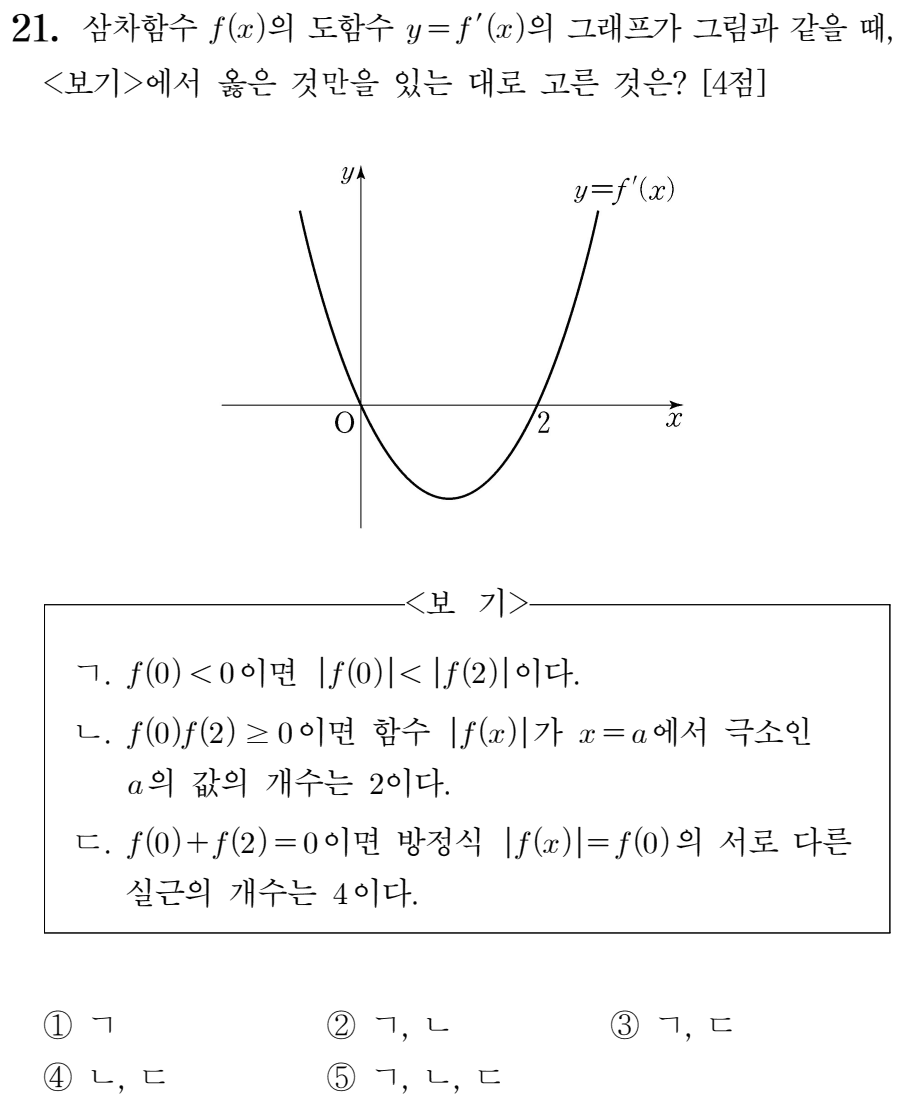 21. 삼차함수 f(x)의 도함수 y=f′(x)의 그래프가 그림과 같을 때,
<보기>에서 옳은 것만을 있는 대로 고른 것은? [4점]
y
y=f′(x)
O
2
x
<보 기>
ㄱ. f(0)<0이면 |f(0)|<|f(2)|이다.
ㄴ. f(0)f(2)≥0이면 함수 |f(x)|가 x=a에서 극소인
a의 값의 개수는 2이다.
ㄷ. f(0)+f(2)=0이면 방정식 |f(x)|=f(0)의 서로 다른
실근의 개수는 4이다.
① ㄱ ② ㄱ, ㄴ ③ ㄱ, ㄷ
④ ㄴ, ㄷ ⑤ ㄱ, ㄴ, ㄷ